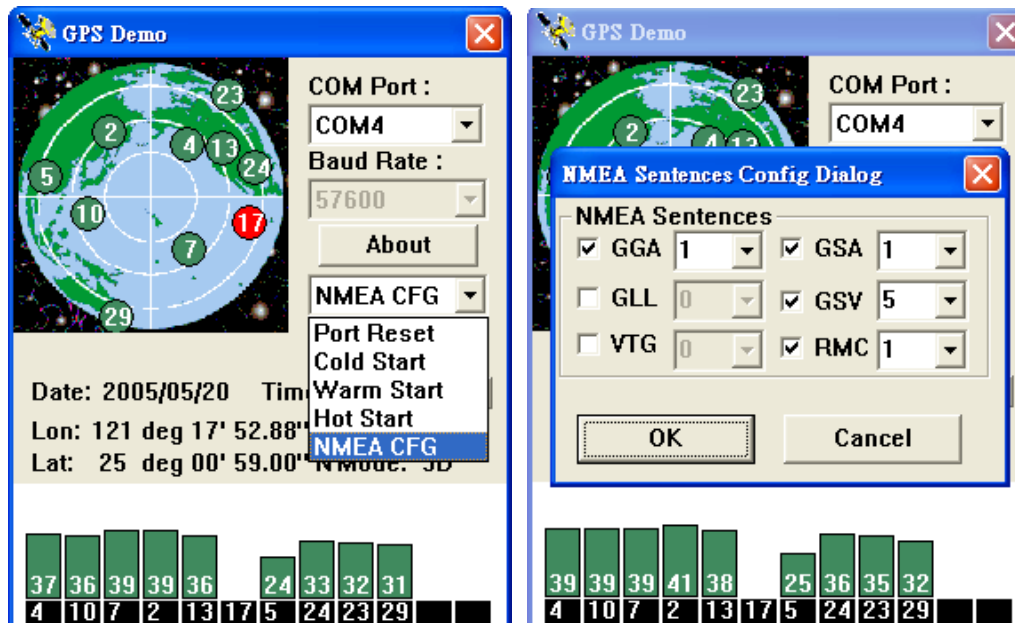 GPS Demo
23
2
4
13
24
5
10
17
7
29
COM Port :
COM4
Baud Rate :
57600
About
NMEA CFG
Port Reset
Cold Start
Warm Start
Hot Start
NMEA CFG
Date: 2005/05/20
Lon: 121 deg 17' 52.88"
Lat: 25 deg 00' 59.00"
37 36 39 39 36 24 33 32 31
4 10 7 2 13 17 5 24 23 29
GPS Demo
23
2
4
13
COM Port :
COM4
NMEA Sentences Config Dialog
NMEA Sentences
GGA 1 GSA 1
GLL 0 GSV 5
VTG 0 RMC 1
OK Cancel
39 39 39 41 38 25 36 35 32
4 10 7 2 13 17 5 24 23 29